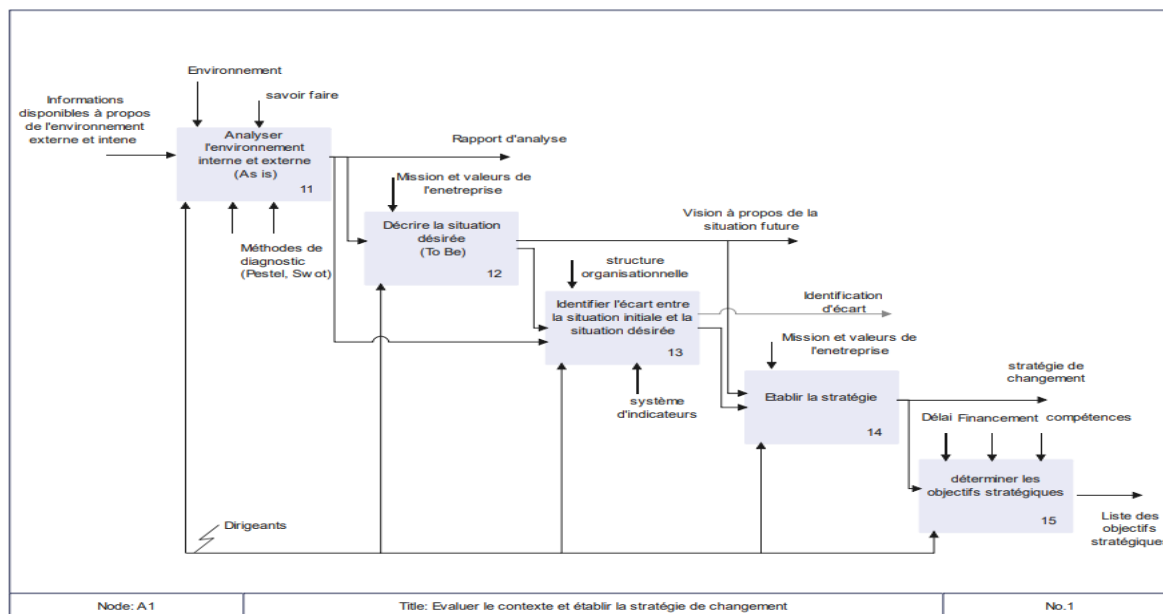 Environnement
savoir faire
Informations
disponibles à propos
de l'environnement
externe et intene
Analyser
l'environnement
interne et externe
(As is)
11
Rapport d'analyse
Mission et valeurs de
l'enetreprise
Méthodes de
diagnostic
(Pestel, Swot)
Décrire la situation
désirée
(To Be)
12
Vision à propos de la
situation future
structure
organisationnelle
Identifier l'écart entre
la situation initiale et la
situation désirée
13
Identification
d'écart
Mission et valeurs de
l'enetreprise
système
d'indicateurs
Etablir la stratégie
14
stratégie de
changement
Délai Financement compétences
déterminer les
objectifs stratégiques
15
Liste des
objectifs
stratégiques
Dirigeants
Node: A1
Title: Evaluer le contexte et établir la stratégie de changement
No.1